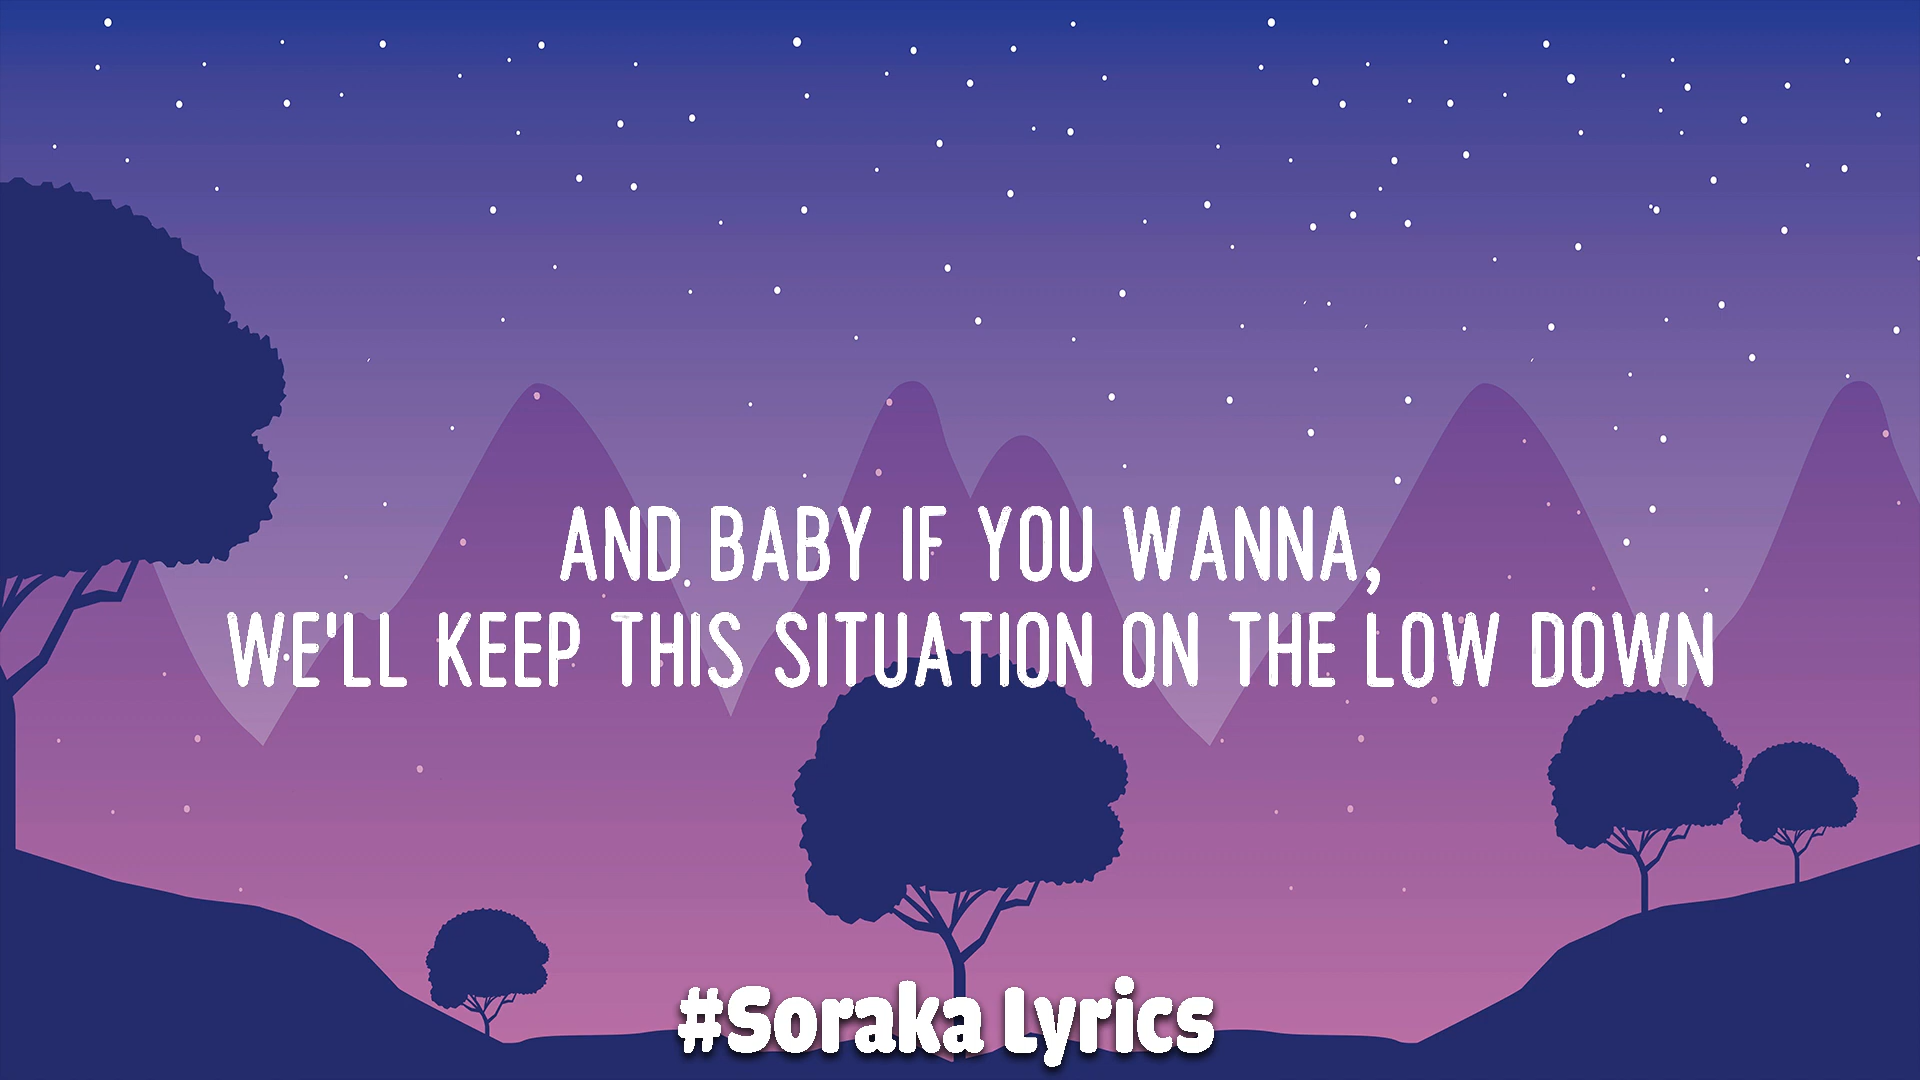 AND BABY IF YOU WANNA,
WE'LL KEEP THIS SITUATION ON THE LOW DOWN
#Soraka Lyrics